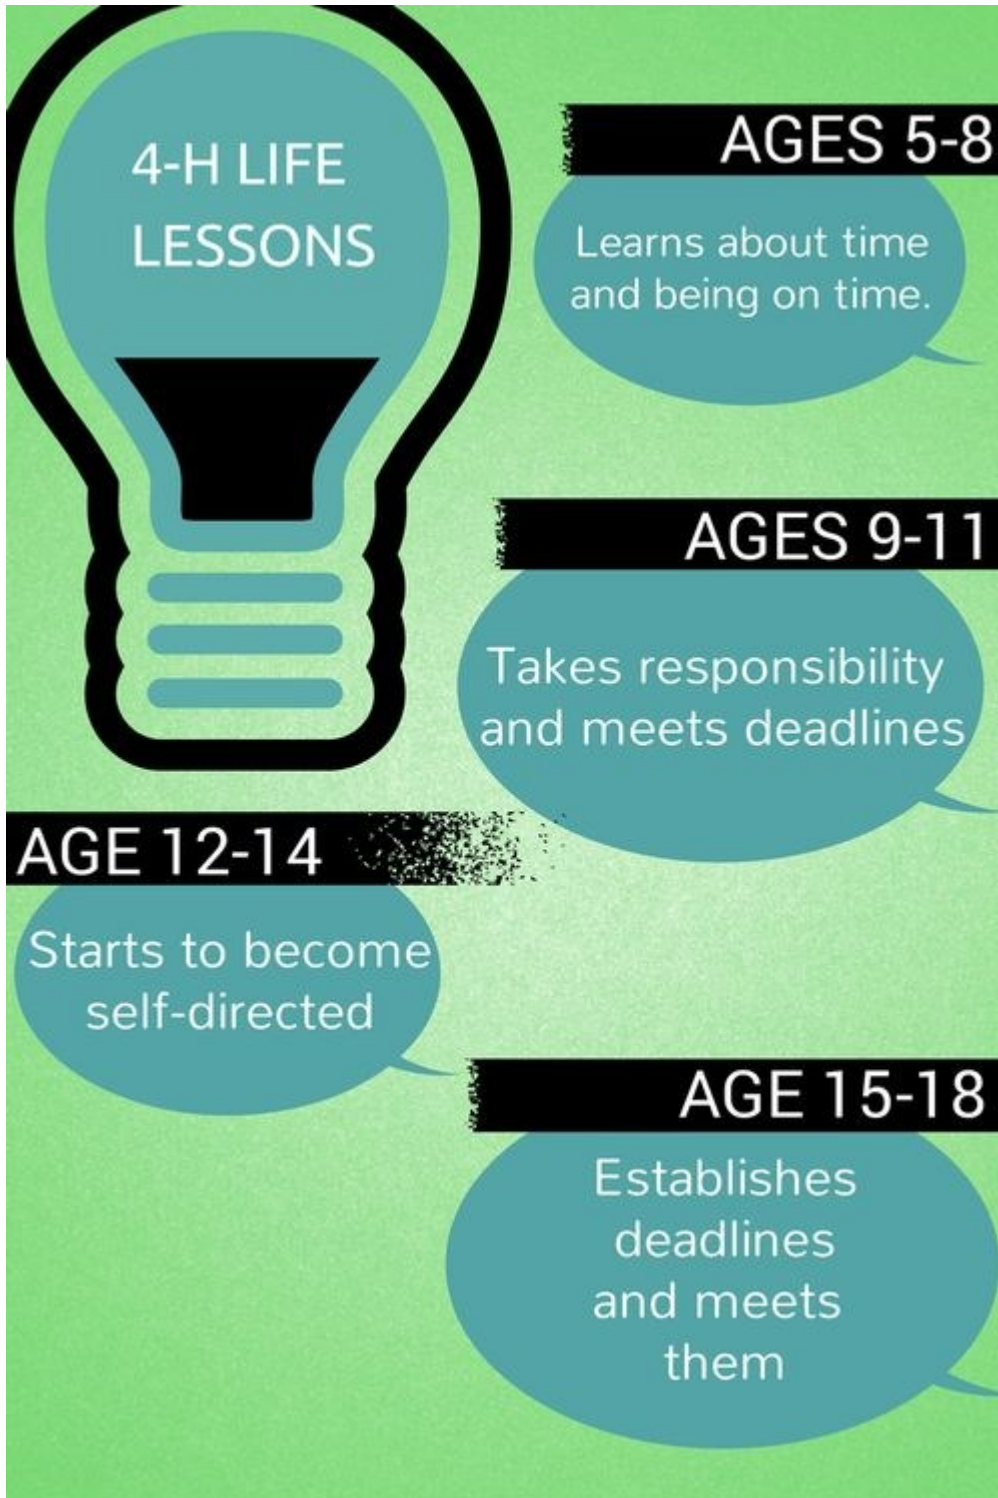 4-H LIFE
LESSONS
AGES 5-8
Learns about time
and being on time.
AGES 9-11
Takes responsibility
and meets deadlines
AGE 12-14
Starts to become
self-directed
AGE 15-18
Establishes
deadlines
and meets
them